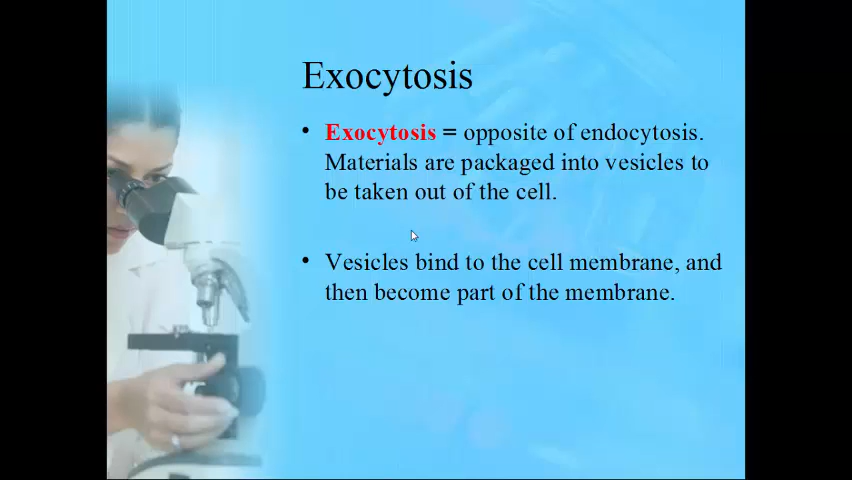 Exocytosis
• Exocytosis = opposite of endocytosis.
Materials are packaged into vesicles to
be taken out of the cell.
• Vesicles bind to the cell membrane, and
then become part of the membrane.